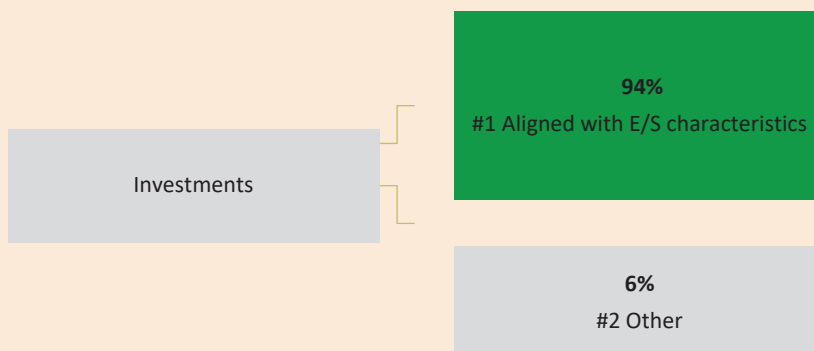 Investments
94%
#1 Aligned with E/S characteristics
6%
#2 Other